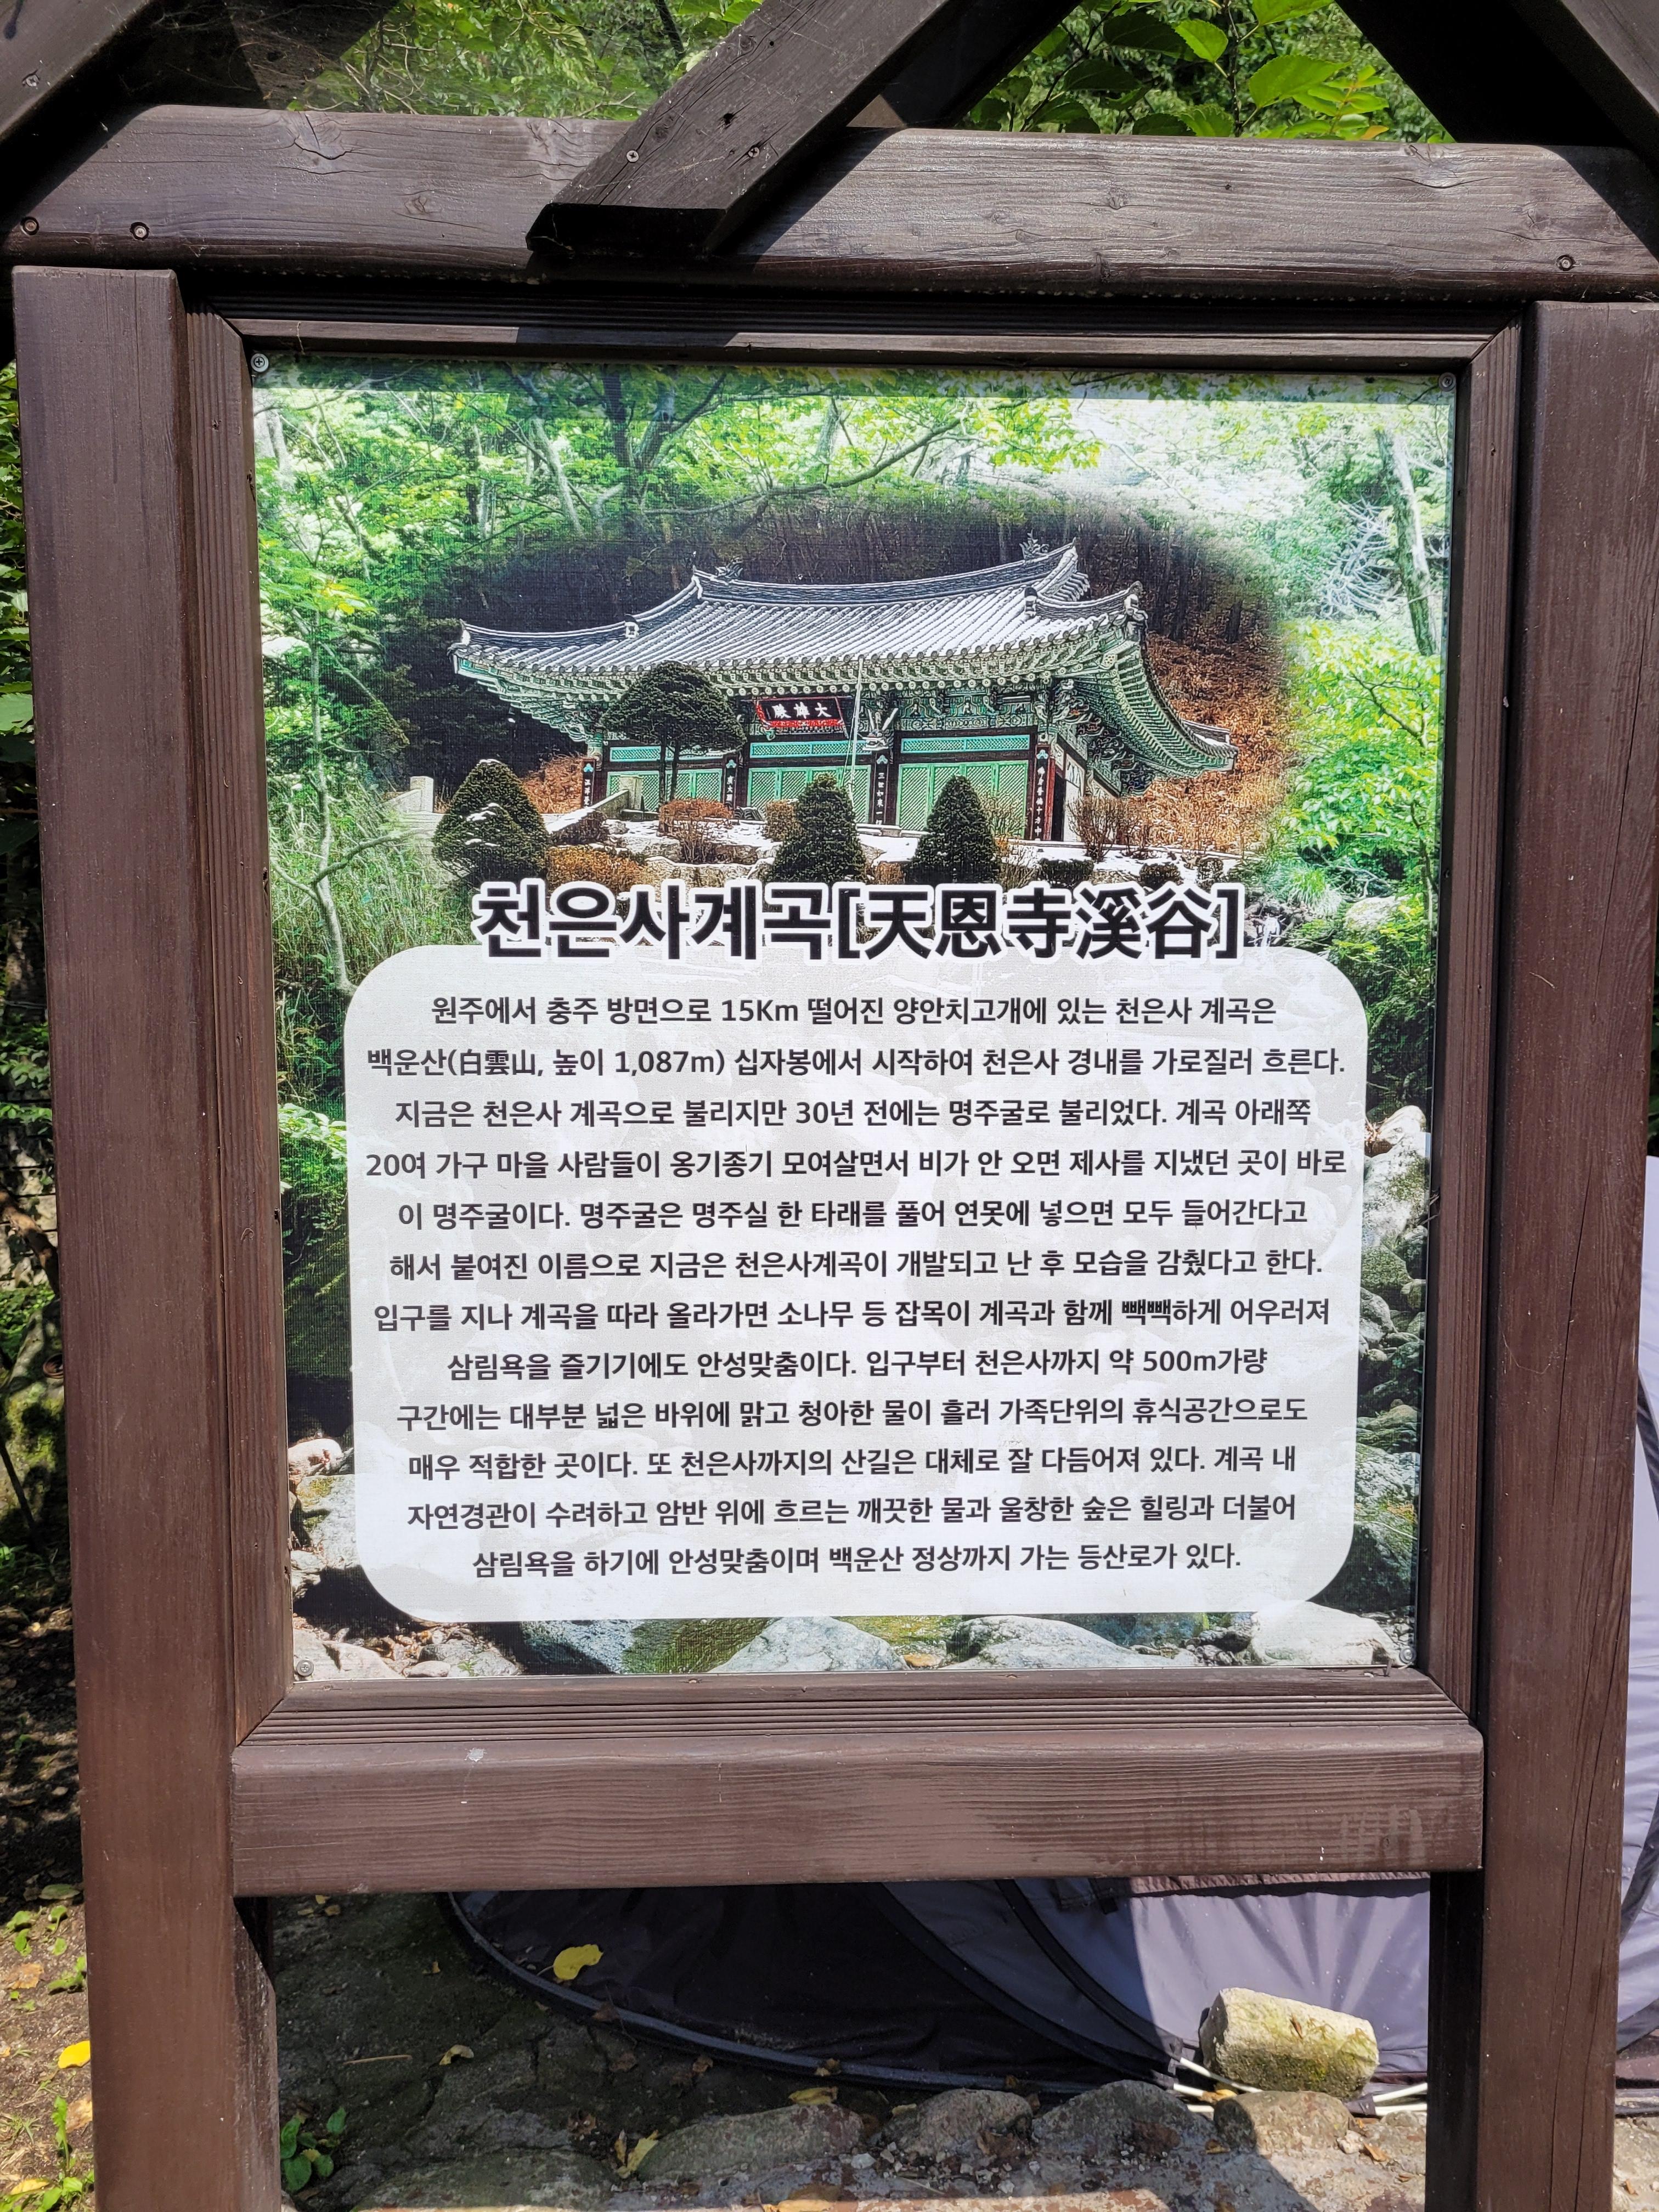 大雄殿
천은사계곡[天恩寺溪谷]
원주에서 충주 방면으로 15Km 떨어진 양안치고개에 있는 천은사 계곡은
백운산(白雲山, 높이 1,087m) 십자봉에서 시작하여 천은사 경내를 가로질러 흐른다.
지금은 천은사 계곡으로 불리지만 30년 전에는 명주굴로 불리었다. 계곡 아래쪽
20여 가구 마을 사람들이 옹기종기 모여살면서 비가 안 오면 제사를 지냈던 곳이 바로
이 명주굴이다. 명주굴은 명주실 한 타래를 풀어 연못에 넣으면 모두 들어간다고
해서 붙여진 이름으로 지금은 천은사계곡이 개발되고 난 후 모습을 감췄다고 한다.
입구를 지나 계곡을 따라 올라가면 소나무 등 잡목이 계곡과 함께 빽빽하게 어우러져
삼림욕을 즐기기에도 안성맞춤이다. 입구부터 천은사까지 약 500m가량
구간에는 대부분 넓은 바위에 맑고 청아한 물이 흘러 가족단위의 휴식공간으로도
매우 적합한 곳이다. 또 천은사까지의 산길은 대체로 잘 다듬어져 있다. 계곡 내
자연경관이 수려하고 암반 위에 흐르는 깨끗한 물과 울창한 숲은 힐링과 더불어
삼림욕을 하기에 안성맞춤이며 백운산 정상까지 가는 등산로가 있다.